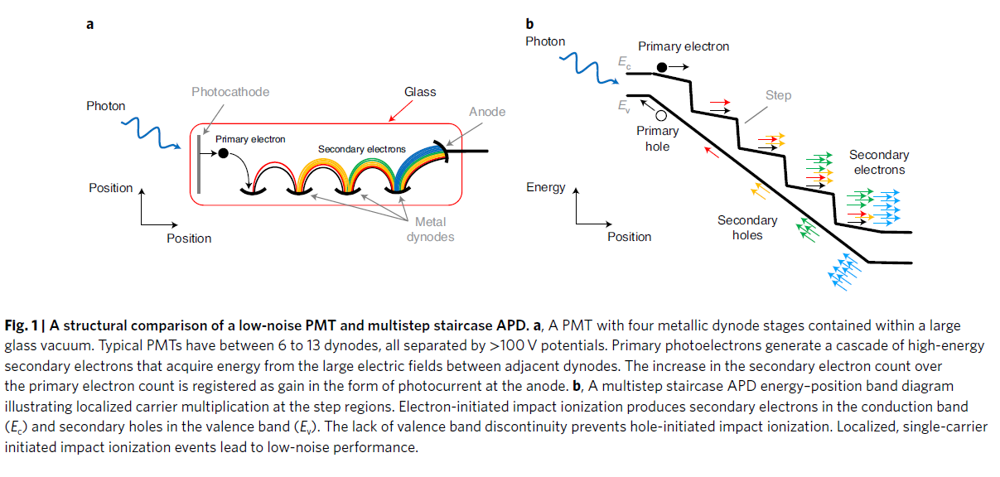 a
Photon
Photocathode
Glass
Anode
Primary electron
Secondary electrons
Metal
dynodes
Position
Position
b
Photon
Primary electron
Ec
Ev
Step
Primary
hole
Secondary
electrons
Energy
Secondary
holes
Position
Fig. 1 | A structural comparison of a low-noise PMT and multistep staircase APD. a, A PMT with four metallic dynode stages contained within a large
glass vacuum. Typical PMTs have between 6 to 13 dynodes, all separated by >100 V potentials. Primary photoelectrons generate a cascade of high-energy
secondary electrons that acquire energy from the large electric fields between adjacent dynodes. The increase in the secondary electron count over
the primary electron count is registered as gain in the form of photocurrent at the anode. b, A multistep staircase APD energy–position band diagram
illustrating localized carrier multiplication at the step regions. Electron-initiated impact ionization produces secondary electrons in the conduction band
(Ec) and secondary holes in the valence band (Ev). The lack of valence band discontinuity prevents hole-initiated impact ionization. Localized, single-carrier
initiated impact ionization events lead to low-noise performance.